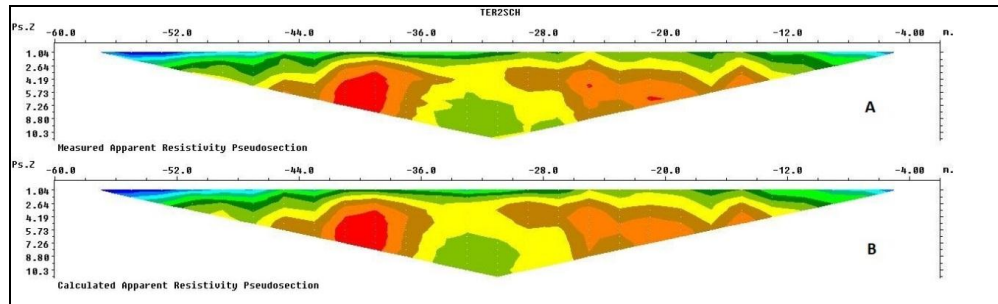 TER2SCH
Ps.Z -60.0 -52.0 -44.0 -36.0 -28.0 -20.0 -12.0 -4.00 m.
1.04
2.64
4.19
5.73
7.26
8.80
10.3
A
Measured Apparent Resistivity Pseudosection
Ps.Z -60.0 -52.0 -44.0 -36.0 -28.0 -20.0 -12.0 -4.00 m.
1.04
2.64
4.19
5.73
7.26
8.80
10.3
B
Calculated Apparent Resistivity Pseudosection